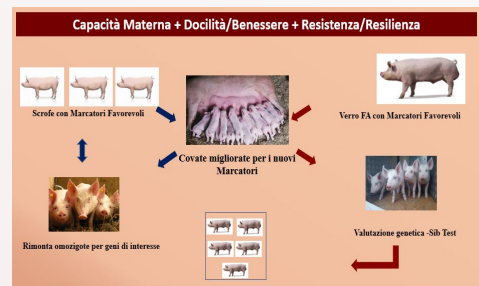 Capacità Materna + Docilità/Benessere + Resistenza/Resilienza
Scrofe con Marcatori Favorevoli
Verro FA con Marcatori Favorevoli
Covate migliorate per i nuovi
Marcatori
Rimonta omozigote per geni di interesse
Valutazione genetica -Sib Test